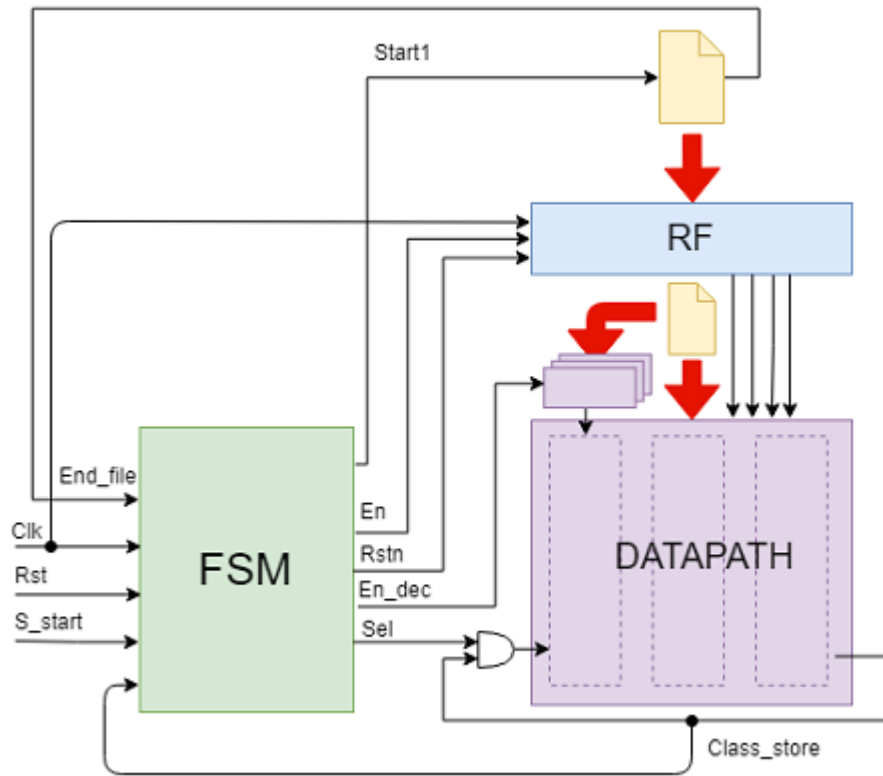 Start1
RF
End_file
Clk
En
Rst
FSM
Rstn
DATAPATH
En_dec
S_start
Sel
Class_store